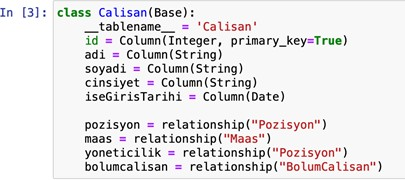 In [3]: class Calisan(Base):
    __tablename__ = 'Calisan'
    id = Column(Integer, primary_key=True)
    adi = Column(String)
    soyadi = Column(String)
    cinsiyet = Column(String)
    iseGirisTarihi = Column(Date)

    pozisyon = relationship("Pozisyon")
    maas = relationship("Maas")
    yoneticilik = relationship("Pozisyon")
    bolumcalisan = relationship("BolumCalisan")